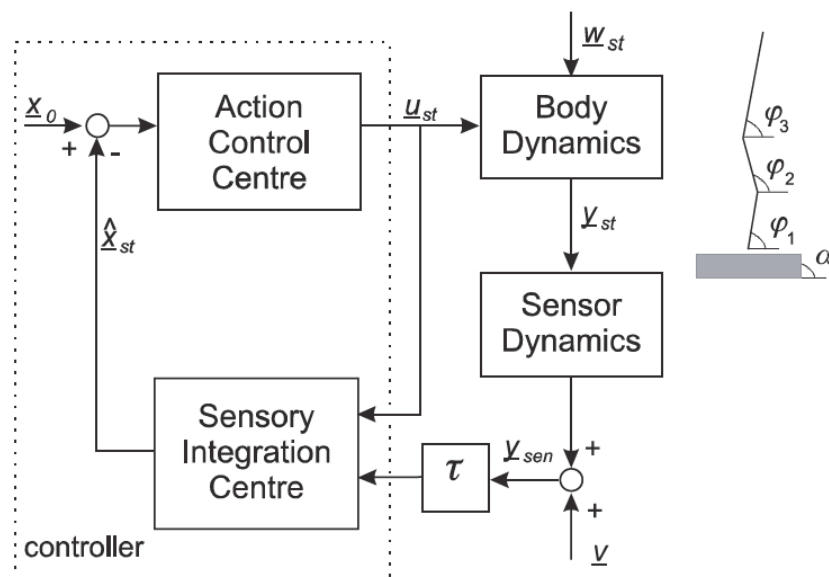 w_st
x_0
+
-
Action
Control
Centre
u_st
Body
Dynamics
φ_3
φ_2
φ_1
α
x̂_st
y_st
Sensor
Dynamics
Sensory
Integration
Centre
τ
y_sen
+
+
v
controller